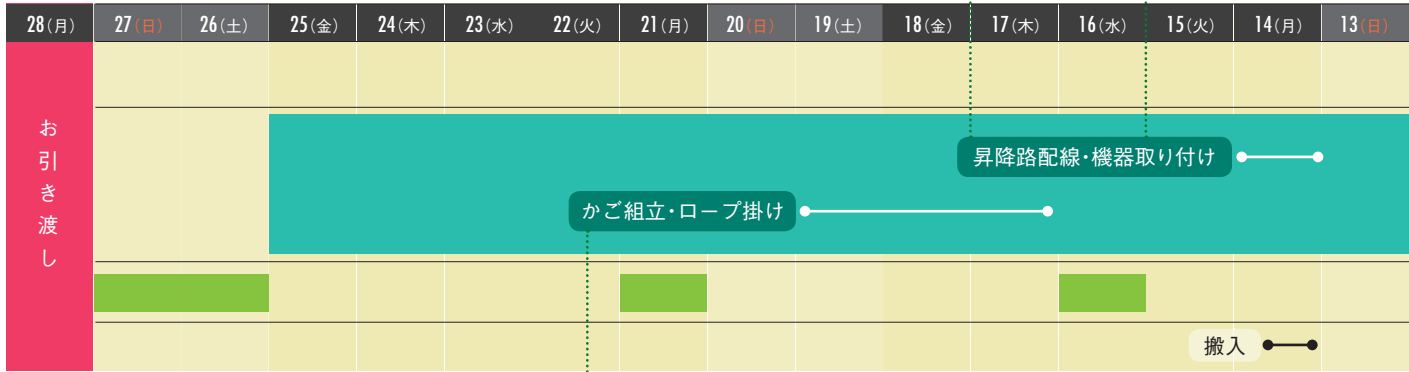 28(月) 27(日) 26(土) 25(金) 24(木) 23(水) 22(火) 21(月) 20(日) 19(土) 18(金) 17(木) 16(水) 15(火) 14(月) 13(日)
お引き渡し
昇降路配線・機器取り付け
かご組立・ロープ掛け
搬入